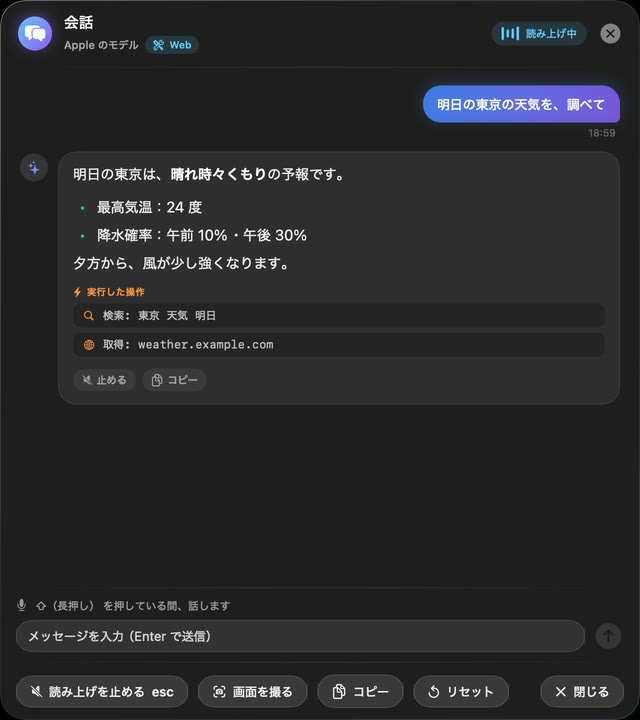 会話
Apple のモデル Web
読み上げ中
明日の東京の天気を、調べて
18:59
明日の東京は、晴れ時々くもりの予報です。
• 最高気温：24 度
• 降水確率：午前 10%・午後 30%
夕方から、風が少し強くなります。
実行した操作
検索: 東京 天気 明日
取得: weather.example.com
止める コピー
（長押し） を押している間、話します
メッセージを入力（Enter で送信）
読み上げを止める esc 画面を撮る コピー リセット 閉じる